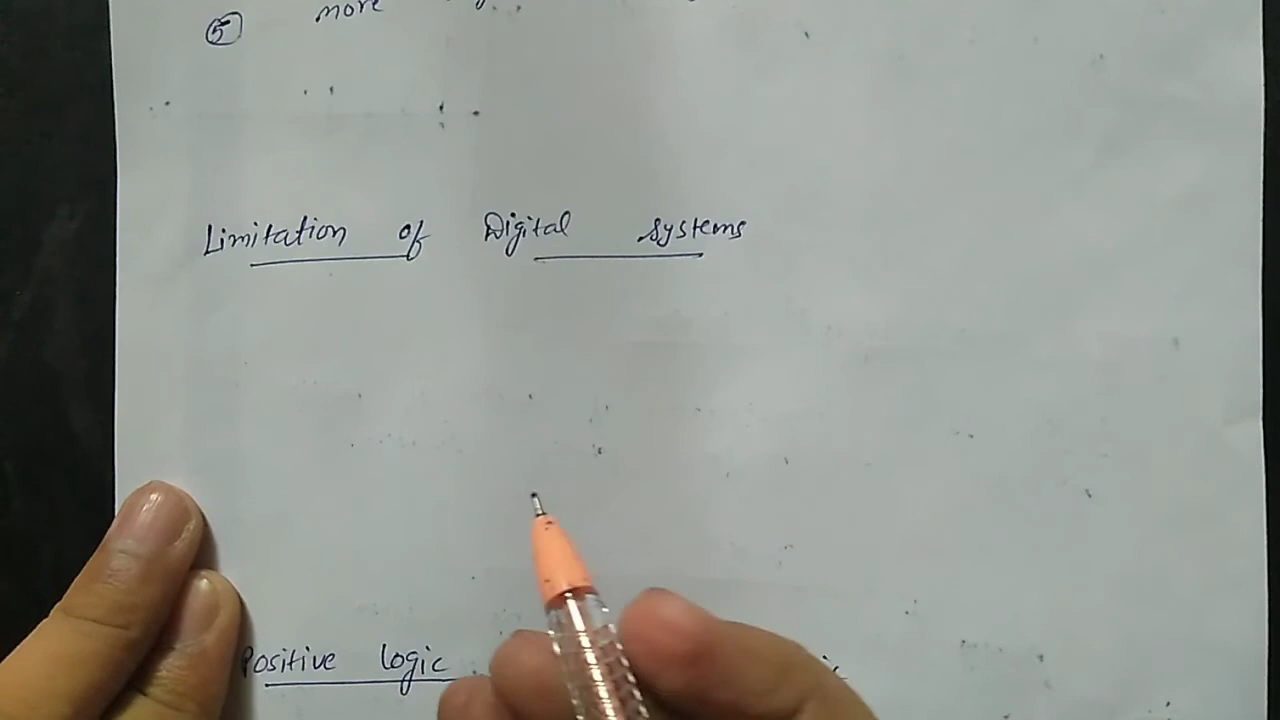 ⑤ more
Limitation of Digital Systems
Positive logic